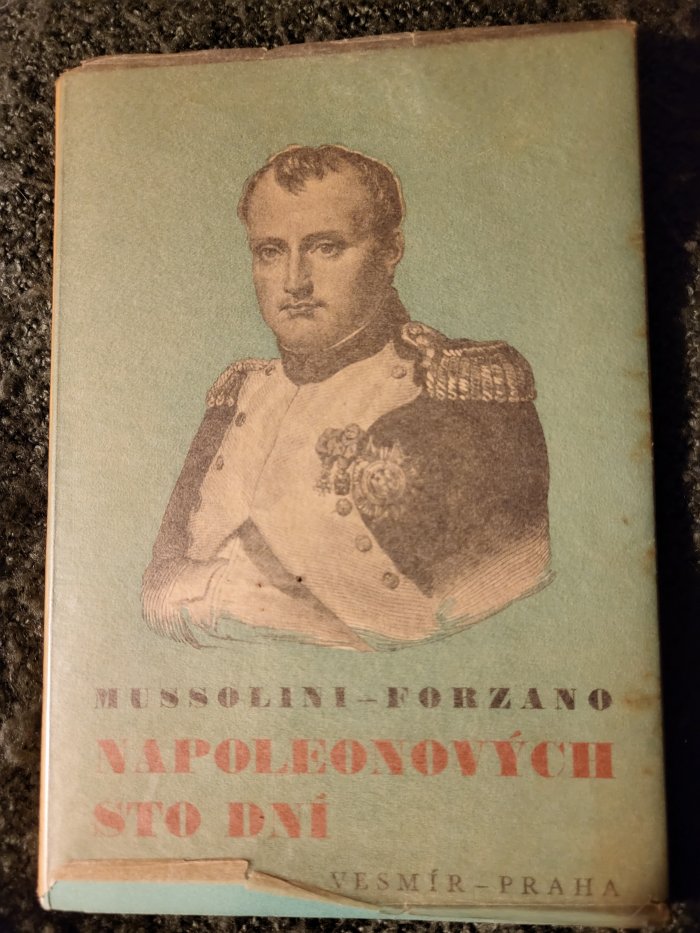 MUSSOLINI-FORZANO
NAPOLEONOVÝCH
STO DNÍ
VESMÍR-PRAHA